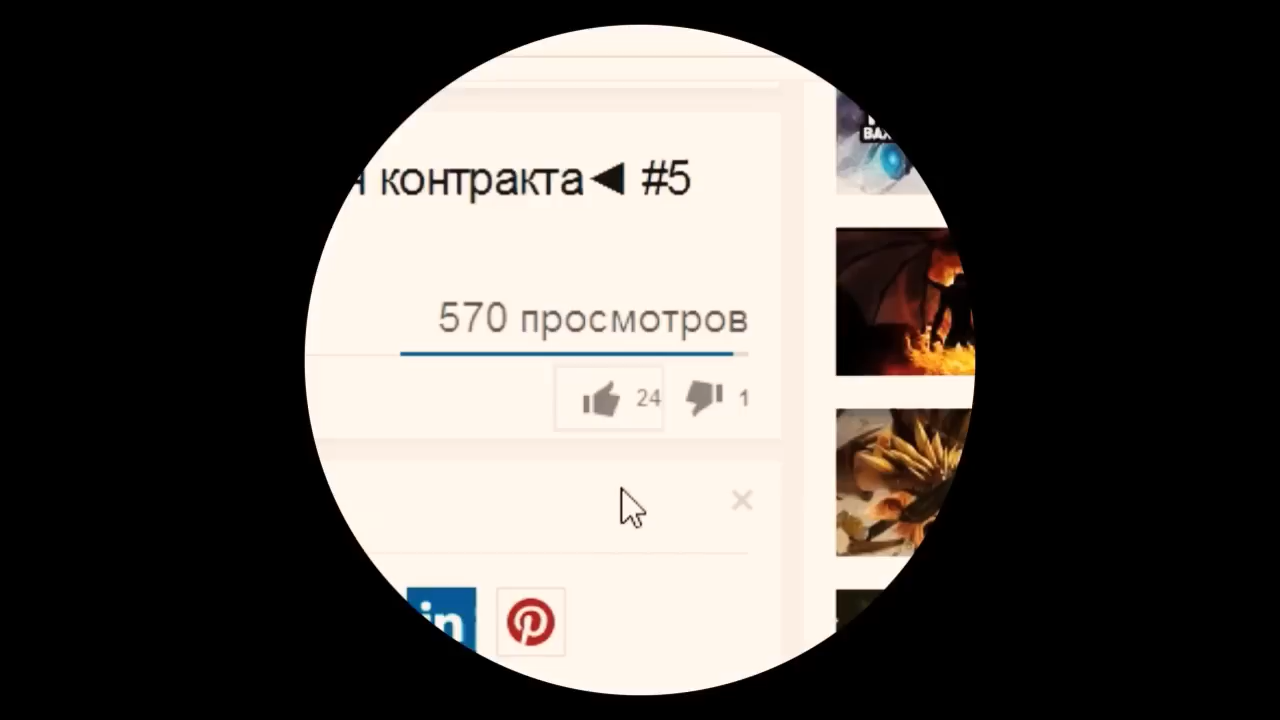 контракта◄ #5
570 просмотров
24 1
in